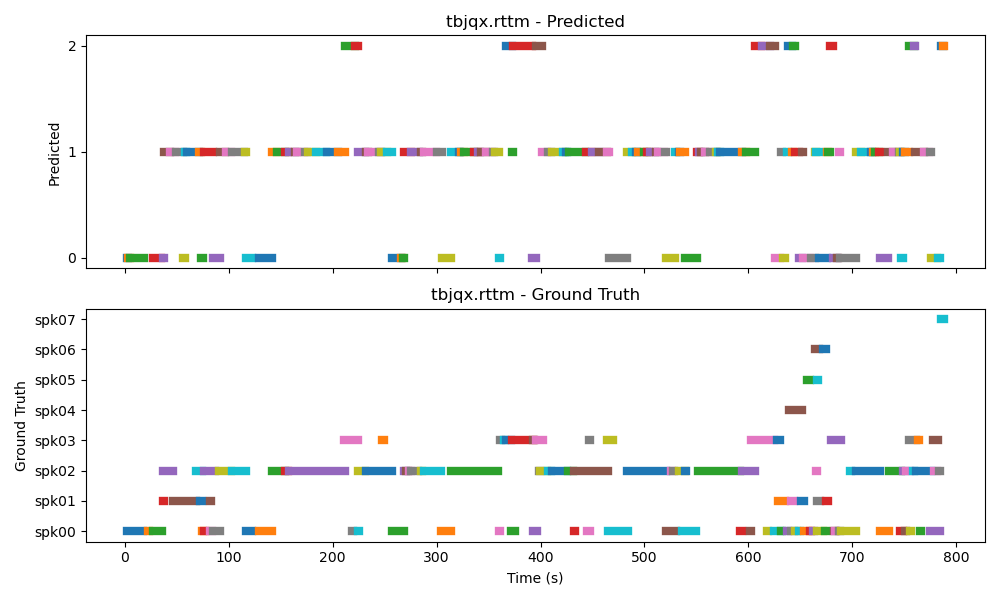 tbjqx.rttm - Predicted
Predicted
2
1
0
tbjqx.rttm - Ground Truth
Ground Truth
spk07
spk06
spk05
spk04
spk03
spk02
spk01
spk00
0 100 200 300 400 500 600 700 800
Time (s)